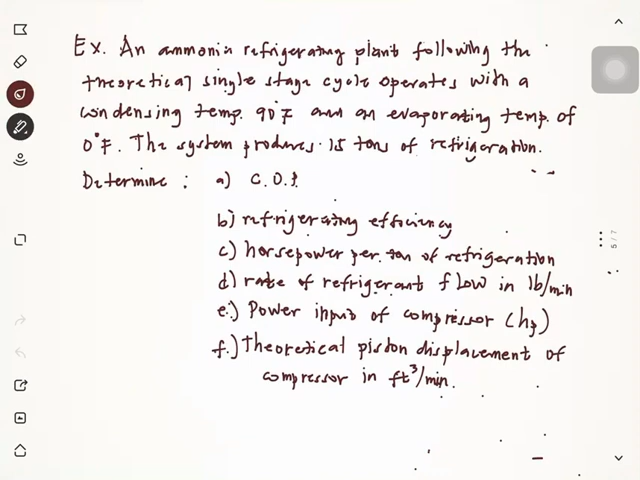 Ex. An ammonia refrigerating plant following the
theoretical single stage cycle operates with a
condensing temp. 90°F and an evaporating temp. of
0°F. The system produces 15 tons of refrigeration.
Determine : a) C.O.P.
b) refrigerating efficiency
c) horsepower per ton of refrigeration
d) rate of refrigerant flow in lb/min
e.) Power input of compressor (hp)
f.) Theoretical piston displacement of
compressor in ft³/min.
5/7